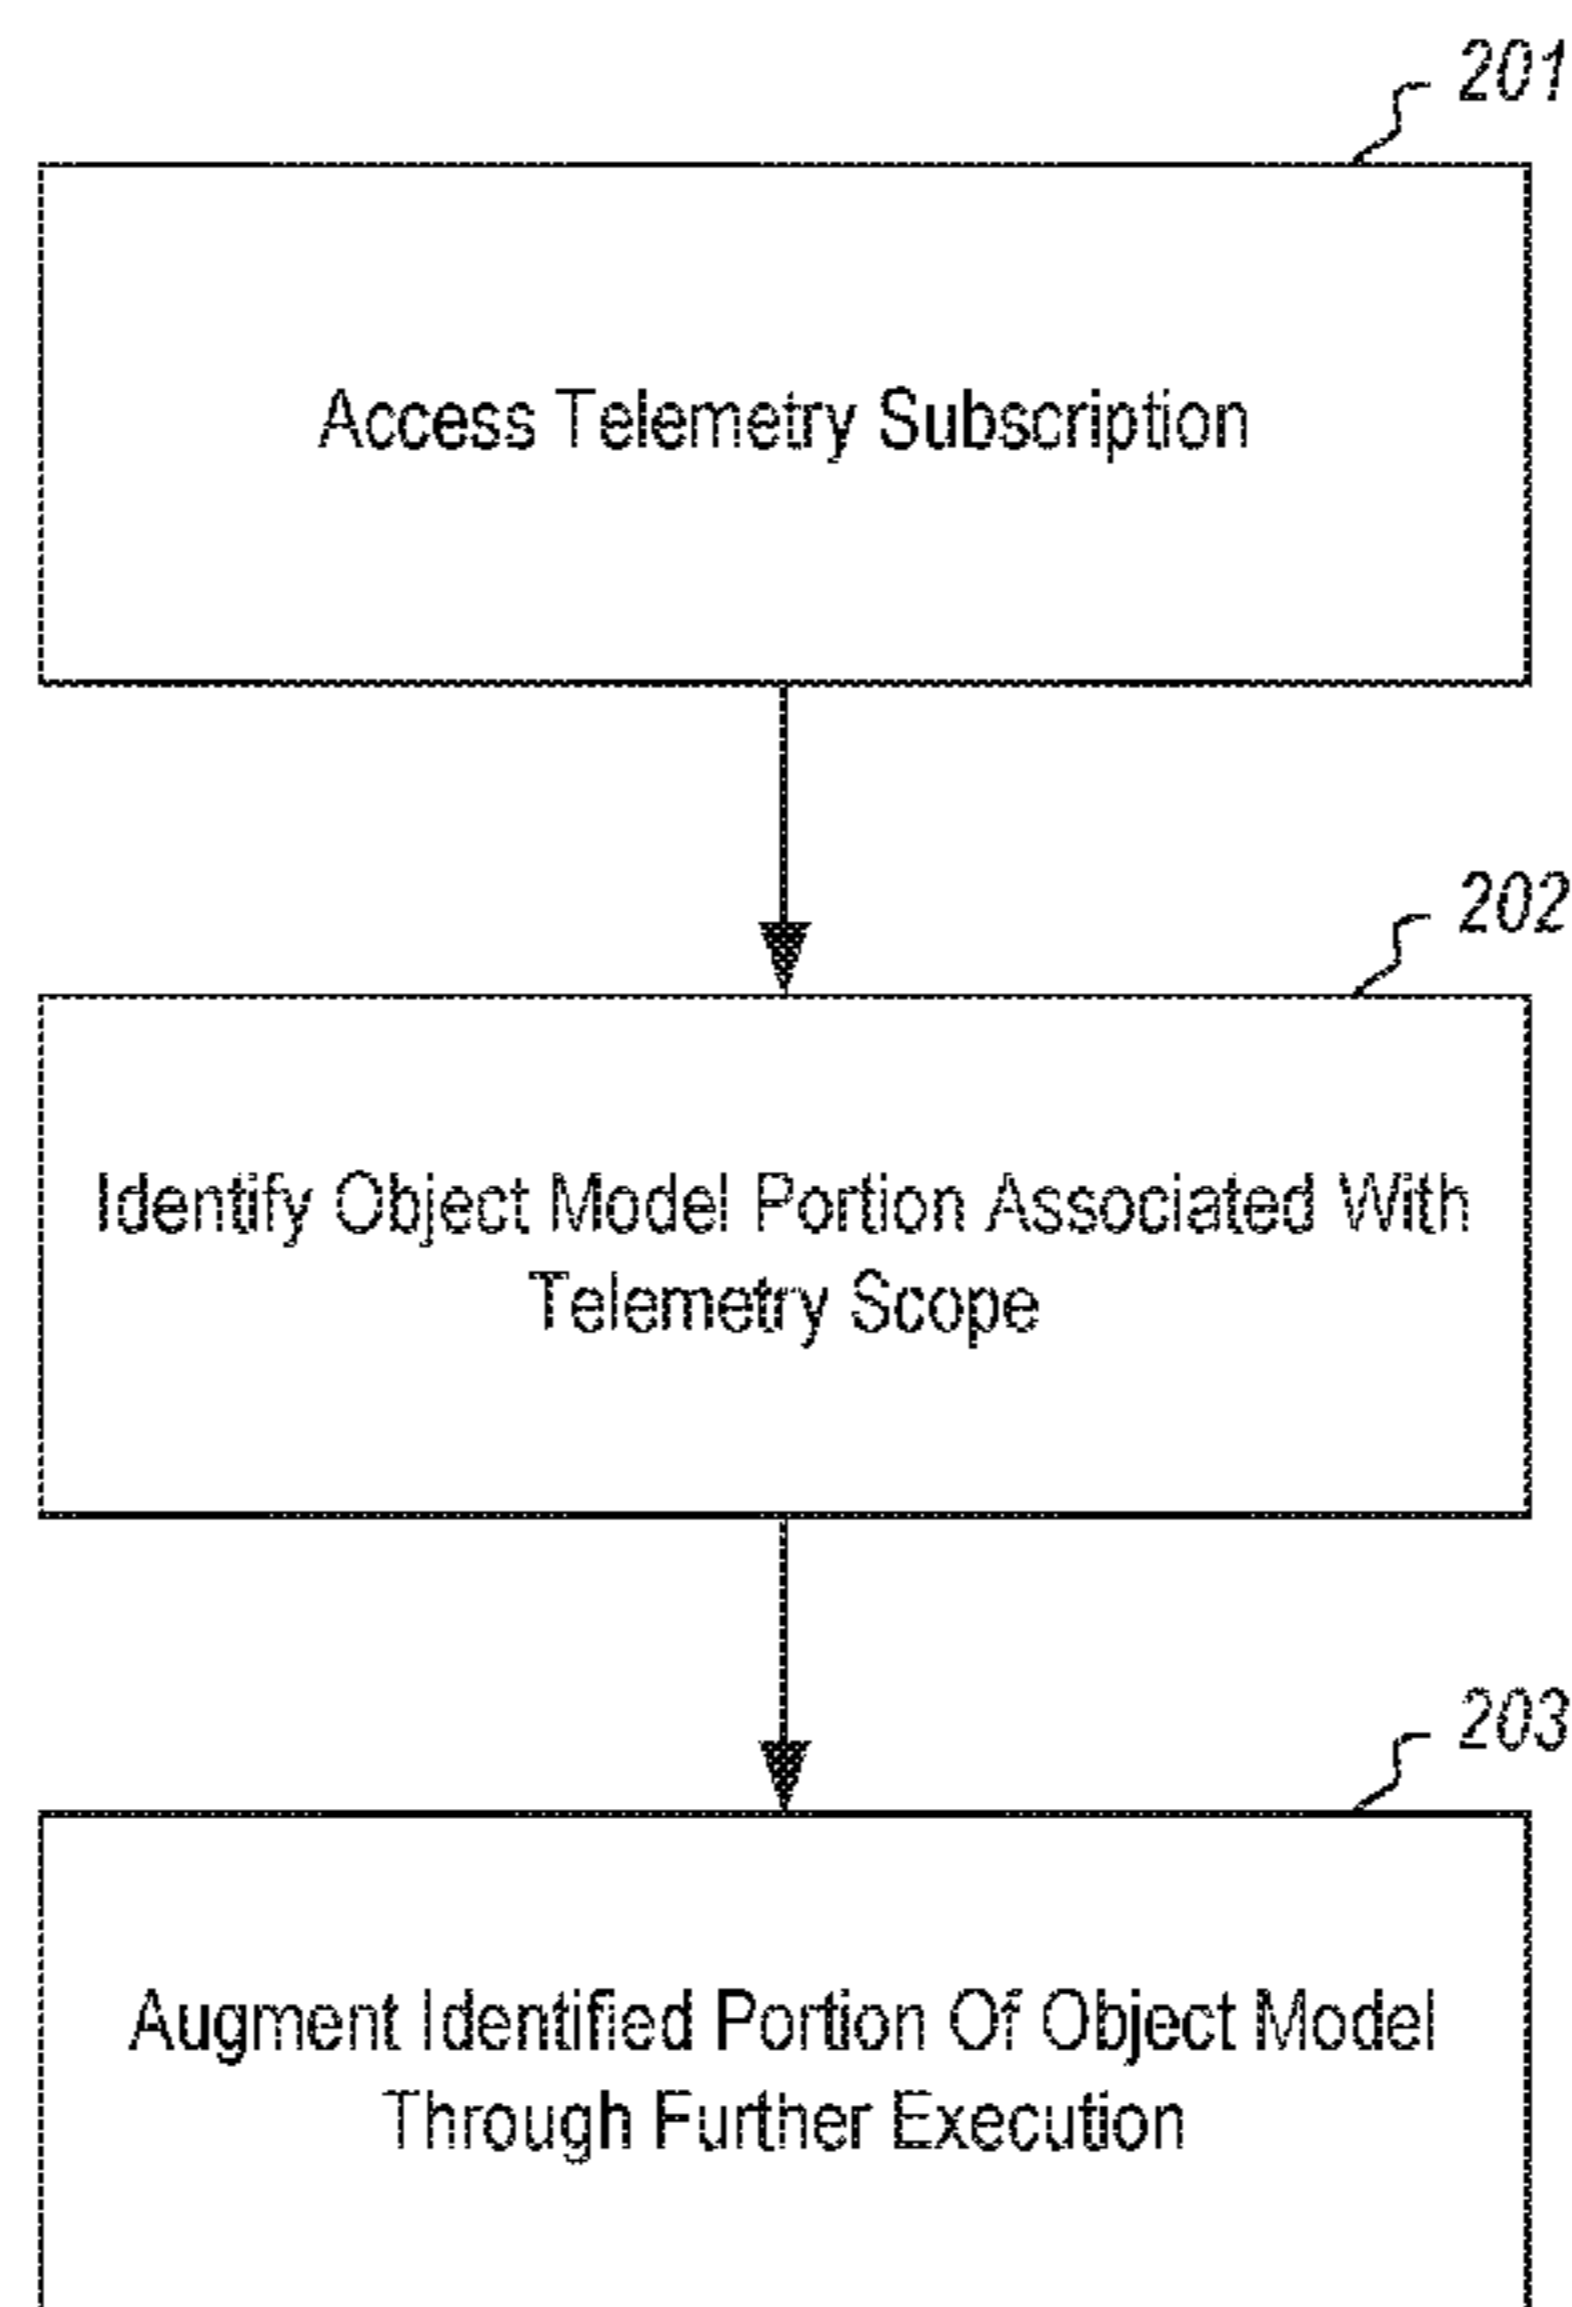 201
Access Telemetry Subscription
202
Identify Object Model Portion Associated With
Telemetry Scope
203
Augment Identified Portion Of Object Model
Through Further Execution